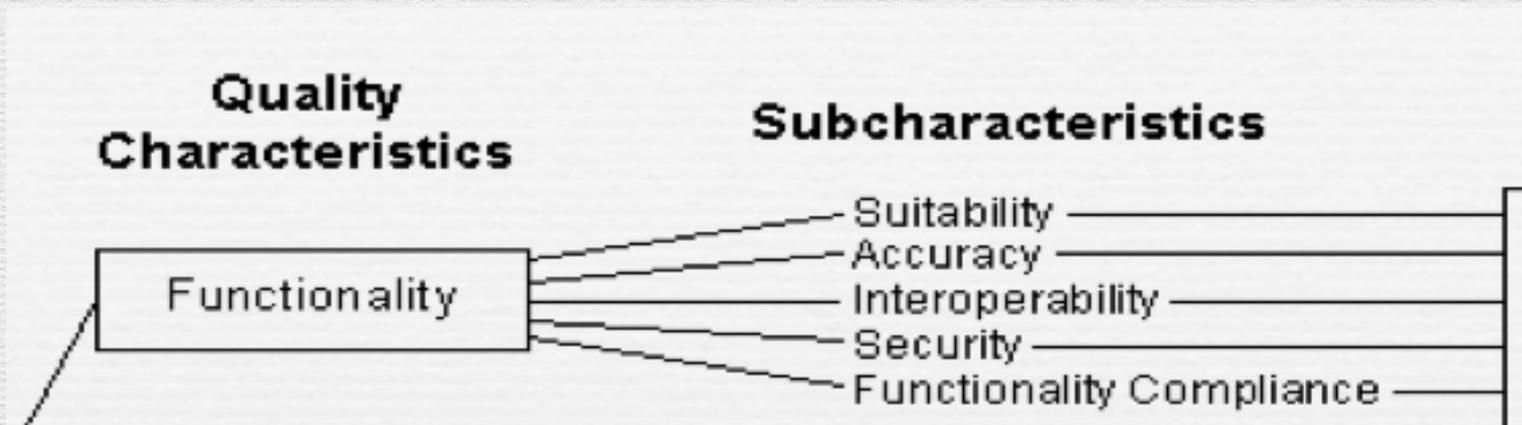 Quality
Characteristics
Subcharacteristics
Functionality
Suitability
Accuracy
Interoperability
Security
Functionality Compliance